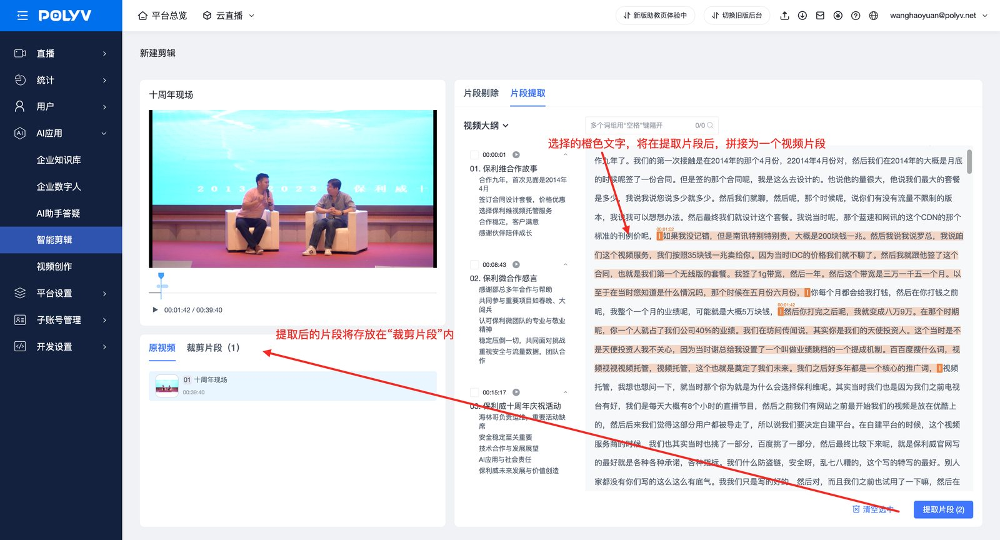 POLYV
平台总览
云直播
新版助教页体验中
切换旧版后台
wanghaoyuan@polyv.net
直播
统计
用户
AI应用
企业知识库
企业数字人
AI助手答疑
智能剪辑
视频创作
平台设置
子账号管理
开发设置
新建剪辑
十周年现场
2013-2023 保利威十
00:01:42 / 00:39:40
提取后的片段将存放在“裁剪片段”内
原视频
裁剪片段（1）
01 十周年现场
00:39:40
片段剔除
片段提取
视频大纲
多个词组用“空格”键隔开
0/0
选择的橙色文字，将在提取片段后，拼接为一个视频片段
00:00:01
01. 保利维合作故事
合作九年，首次见面是2014年
4月
签订合同设计套餐，价格优惠
选择保利维视频托管服务
合作稳定，客户满意
感谢伙伴陪伴成长
00:08:43
02. 保利微合作感言
感谢邵总多年合作与帮助
共同参与重要项目如春晚、大
阅兵
认可保利微团队的专业与敬业
精神
稳定压倒一切，共同面对挑战
重视安全与流量数据，团队合
作
00:15:17
03. 保利威十周年庆祝活动
海林哥负责运维，重要活动缺
席
安全稳定至关重要
技术合作与发展展望
AI应用与社会责任
保利威未来发展与价值创造
作九年了。我们的第一次接触是在2014年的那个4月份，22014年4月份对，然后我们在2014年的大概是月底
的时候呢签了一份合同。但是签的那个合同呢，我是这么去设计的。他说他的量很大，他说我们最大的套餐
是多少，我说我说您说多少就多少。然后我们就聊，然后呢，那个时候呢，说你们有没有流量不限制的版
本，我说我可以想想办法。然后最终我们就设计这个套餐。我说当时呢，那个蓝速和网讯的这个CDN的那个
00:01:02
标准的刊例价呢，如果我没记错，但是南讯特别特别贵，大概是200块钱一兆。然后我说我说罗总，我说咱
们这个视频服务，我们按照35块钱一兆卖给你。因为当时IDC的价格我们就不聊了。然后我就跟他签了这个
合同，也就是我们第一个无线版的套餐。我签了1g带宽，然后一年。然后这个带宽是三万一千五一个月。以
至于在当时您知道是什么情况吗，那个时候在五月份六月份，你每个月都会给我打钱，然后在你打钱之前
00:01:42
呢，我整个一个月的业绩呢，可能就是大概5万块钱，然后你打完之后呢，我就变成八万9万。在那个时期
呢，你一个人就占了我们公司40%的业绩。我们在坊间传闻说，其实你是我们的天使投资人。这个当时是不
是天使投资人我不关心，因为当时谢总给我设置了一个叫做业绩跳档的一个提成机制。百百度搜什么词，视
频视视视频托管，视频托管，这个也就是奠定了我们未来。我们之后好多年都是一个核心的推广词，视频
托管，我想也想问一下，就当时那个你为就是为什么会选择保利维呢。其实当时我们也是因为我们之前电视
台有好，我们是每天大概有8个小时的直播节目，然后之前我们有网站之前最开始我们的视频是放在优酷上
的，然后后来我们觉得这部分用户都被导走了，所以说我们要决定自建平台。在自建平台的时候，这个视频
服务商的时候，我们也其实当时也挑了一部分，百度挑了一部分，然后最终比较下来呢，就是保利威官网写
的最好就是各种各种承诺，各种指标。我们什么防盗链，安全呀，乱七八糟的，这个写的特写的最好。别人
家都没有你们写的这么这么有底气。我我们只是写的好的，然后对，而且我们之前也试用了一下嘛，然后在
清空选中
提取片段 (2)